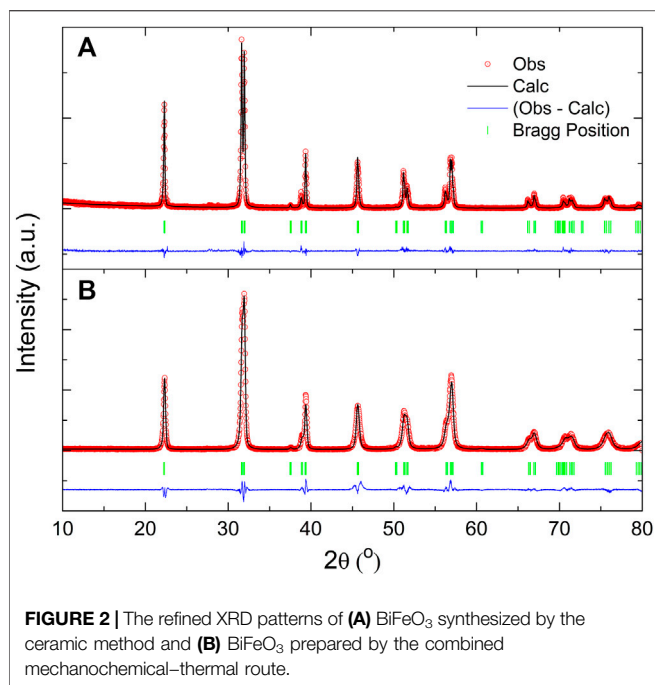 A
Obs
Calc
(Obs - Calc)
Bragg Position
B
Intensity (a.u.)
10 20 30 40 50 60 70 80
2θ (°)
FIGURE 2 | The refined XRD patterns of (A) BiFeO₃ synthesized by the
ceramic method and (B) BiFeO₃ prepared by the combined
mechanochemical–thermal route.